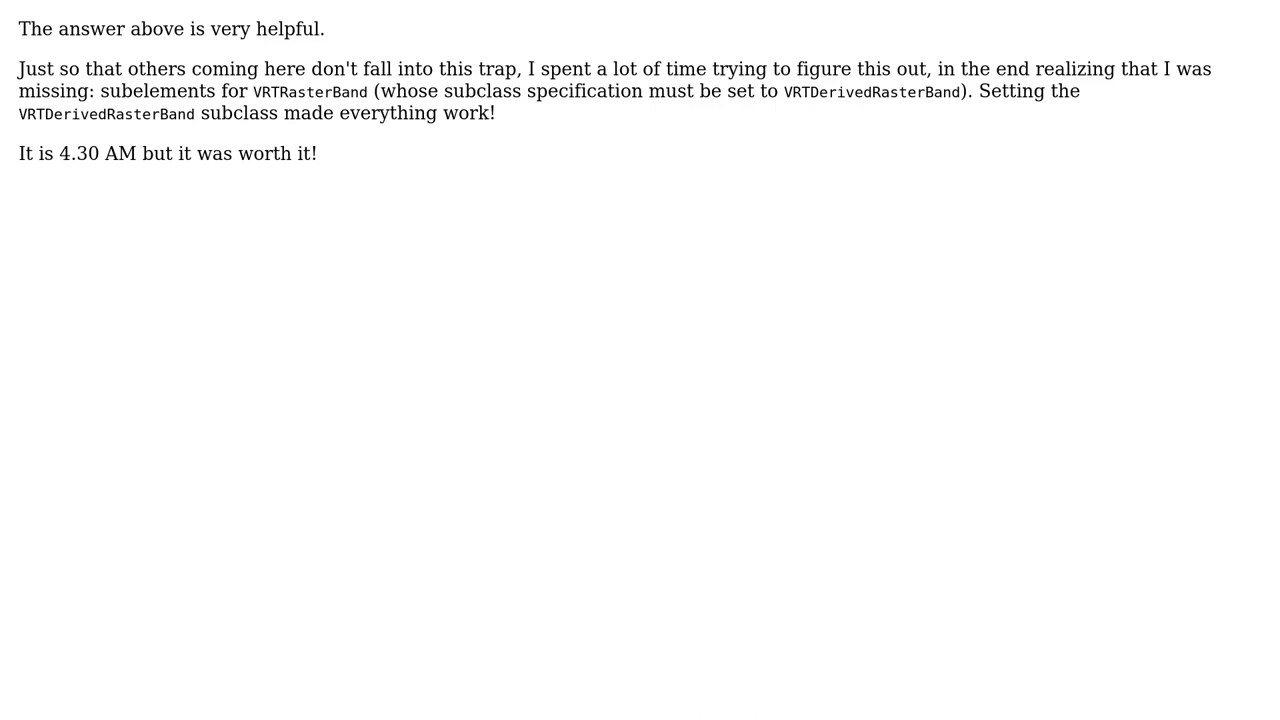 The answer above is very helpful.
Just so that others coming here don't fall into this trap, I spent a lot of time trying to figure this out, in the end realizing that I was
missing: subelements for VRTRasterBand (whose subclass specification must be set to VRTDerivedRasterBand). Setting the
VRTDerivedRasterBand subclass made everything work!
It is 4.30 AM but it was worth it!